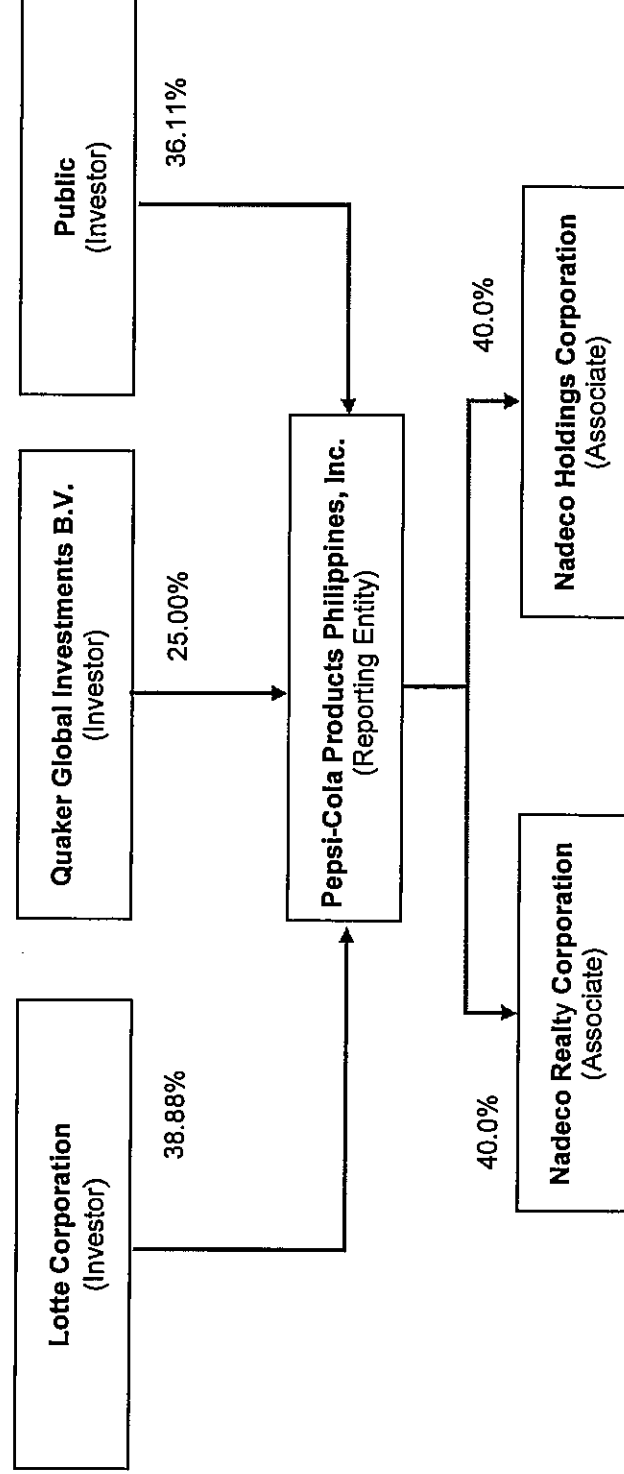 Lotte Corporation
(Investor)
Quaker Global Investments B.V.
(Investor)
Public
(Investor)
38.88%
25.00%
36.11%
Pepsi-Cola Products Philippines, Inc.
(Reporting Entity)
40.0%
40.0%
Nadeco Realty Corporation
(Associate)
Nadeco Holdings Corporation
(Associate)